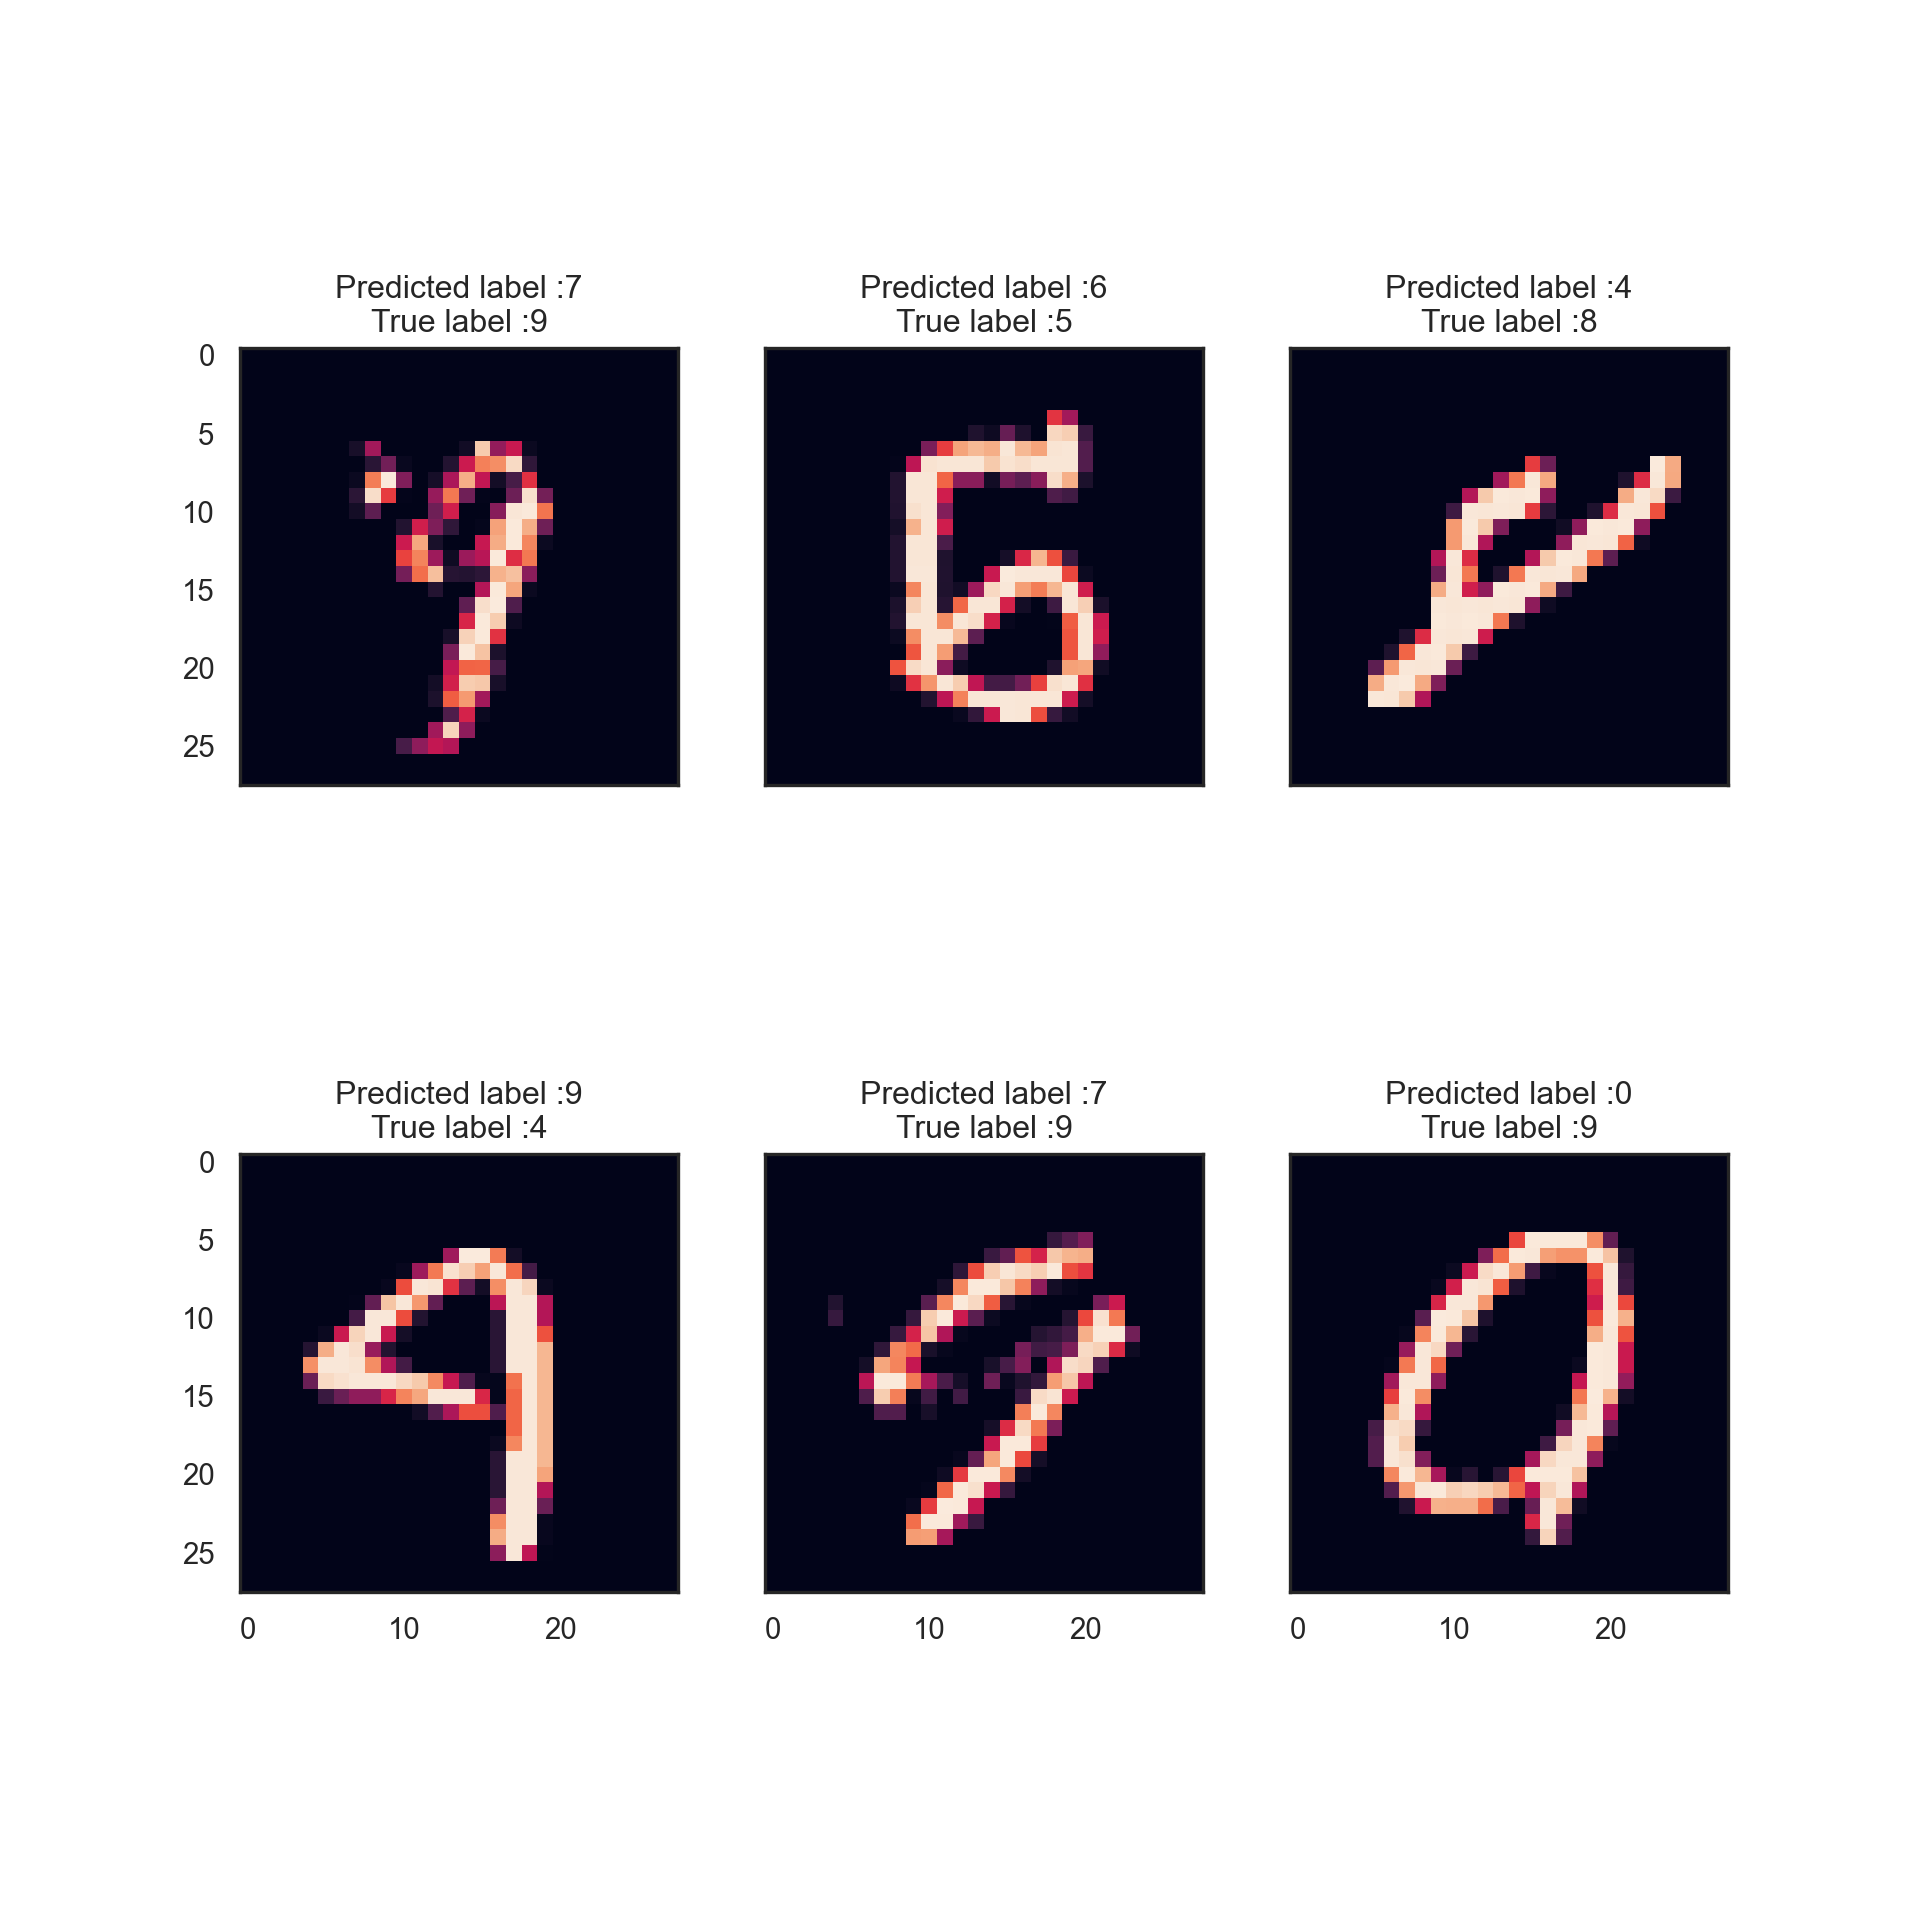 Predicted label :7
True label :9
Predicted label :6
True label :5
Predicted label :4
True label :8
0
5
10
15
20
25
Predicted label :9
True label :4
Predicted label :7
True label :9
Predicted label :0
True label :9
0
5
10
15
20
25
0 10 20
0 10 20
0 10 20